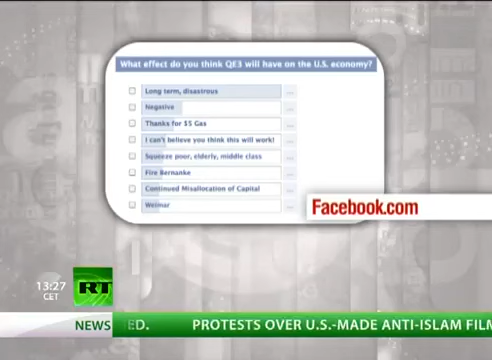 What effect do you think QE3 will have on the U.S. economy?
Long term, disastrous
Negative
Thanks for $5 Gas
I can't believe you think this will work!
Squeeze poor, elderly, middle class
Fire Bernanke
Continued Misallocation of Capital
Weimar
Facebook.com
13:27
CET
RT
NEWS
ED. PROTESTS OVER U.S.-MADE ANTI-ISLAM FILM